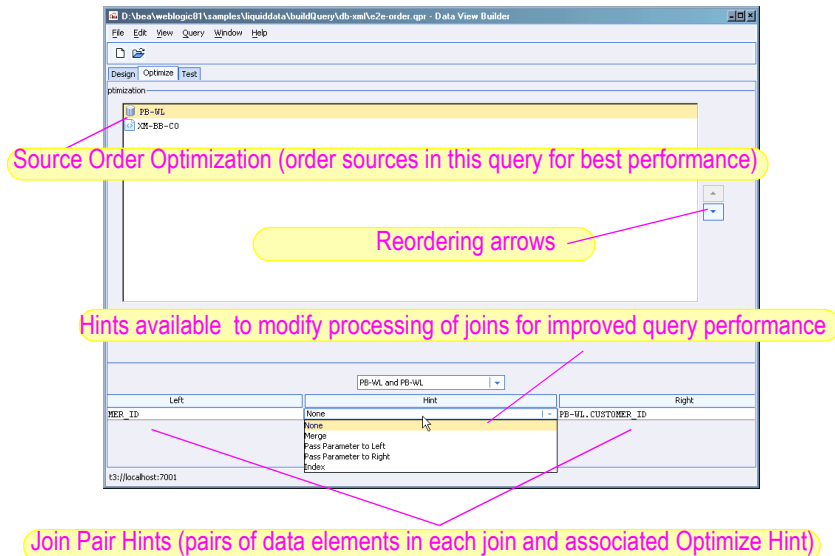 D:\bea\weblogic81\samples\liquiddata\buildQuery\db-xml\e2e-order.qpr - Data View Builder
File Edit View Query Window Help
Design Optimize Test
ptimization
PB-WL
XM-BB-CO
Source Order Optimization (order sources in this query for best performance)
Reordering arrows
Hints available to modify processing of joins for improved query performance
PB-WL and PB-WL
Left Hint Right
MER_ID None PB-WL.CUSTOMER_ID
None
Merge
Pass Parameter to Left
Pass Parameter to Right
Index
t3://localhost:7001
Join Pair Hints (pairs of data elements in each join and associated Optimize Hint)